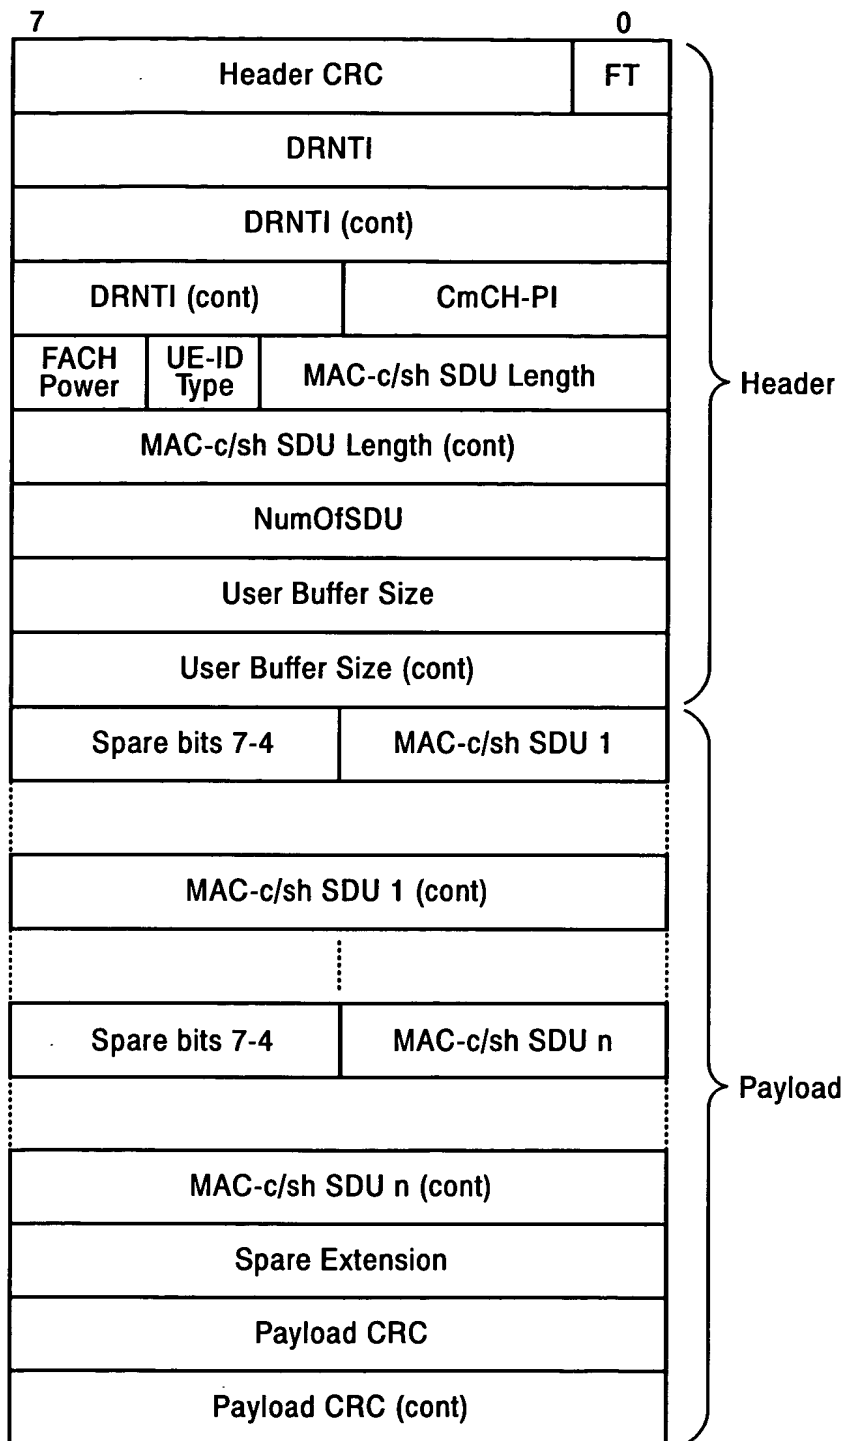 7 0
Header CRC FT
DRNTI
DRNTI (cont)
DRNTI (cont) CmCH-PI
FACH Power UE-ID Type MAC-c/sh SDU Length
Header
MAC-c/sh SDU Length (cont)
NumOfSDU
User Buffer Size
User Buffer Size (cont)
Spare bits 7-4 MAC-c/sh SDU 1
MAC-c/sh SDU 1 (cont)
Spare bits 7-4 MAC-c/sh SDU n
Payload
MAC-c/sh SDU n (cont)
Spare Extension
Payload CRC
Payload CRC (cont)